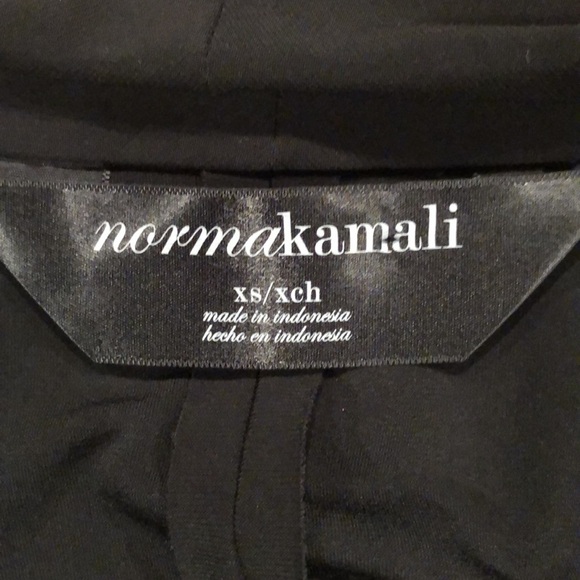 normakamali
xs/xch
made in indonesia
hecho en indonesia